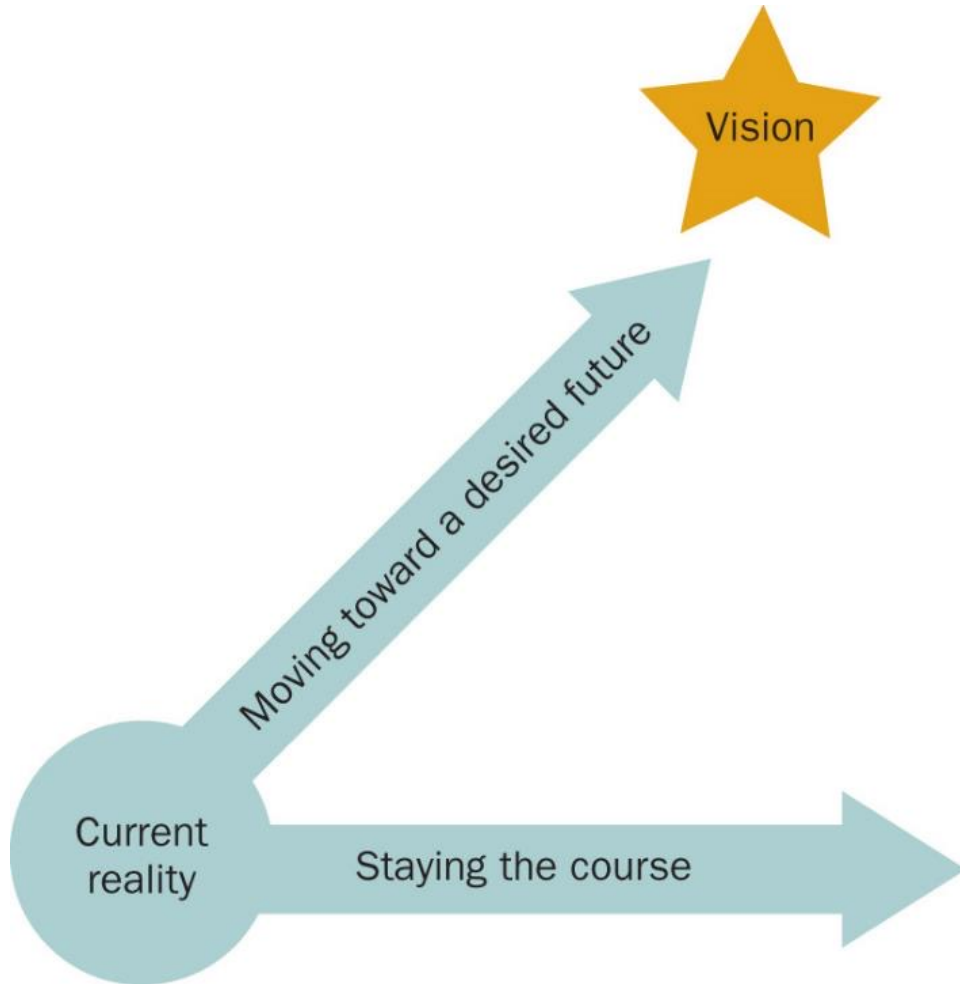 Vision
Moving toward a desired future
Current
reality
Staying the course